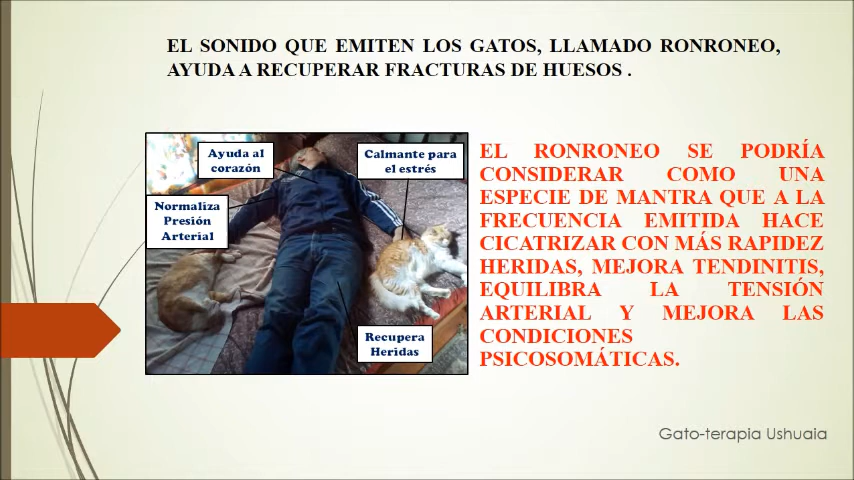 EL SONIDO QUE EMITEN LOS GATOS, LLAMADO RONRONEO,
AYUDA A RECUPERAR FRACTURAS DE HUESOS .
Ayuda al
corazón
Calmante para
el estrés
Normaliza
Presión
Arterial
Recupera
Heridas
EL RONRONEO SE PODRÍA
CONSIDERAR COMO UNA
ESPECIE DE MANTRA QUE A LA
FRECUENCIA EMITIDA HACE
CICATRIZAR CON MÁS RAPIDEZ
HERIDAS, MEJORA TENDINITIS,
EQUILIBRA LA TENSIÓN
ARTERIAL Y MEJORA LAS
CONDICIONES
PSICOSOMÁTICAS.
Gato-terapia Ushuaia